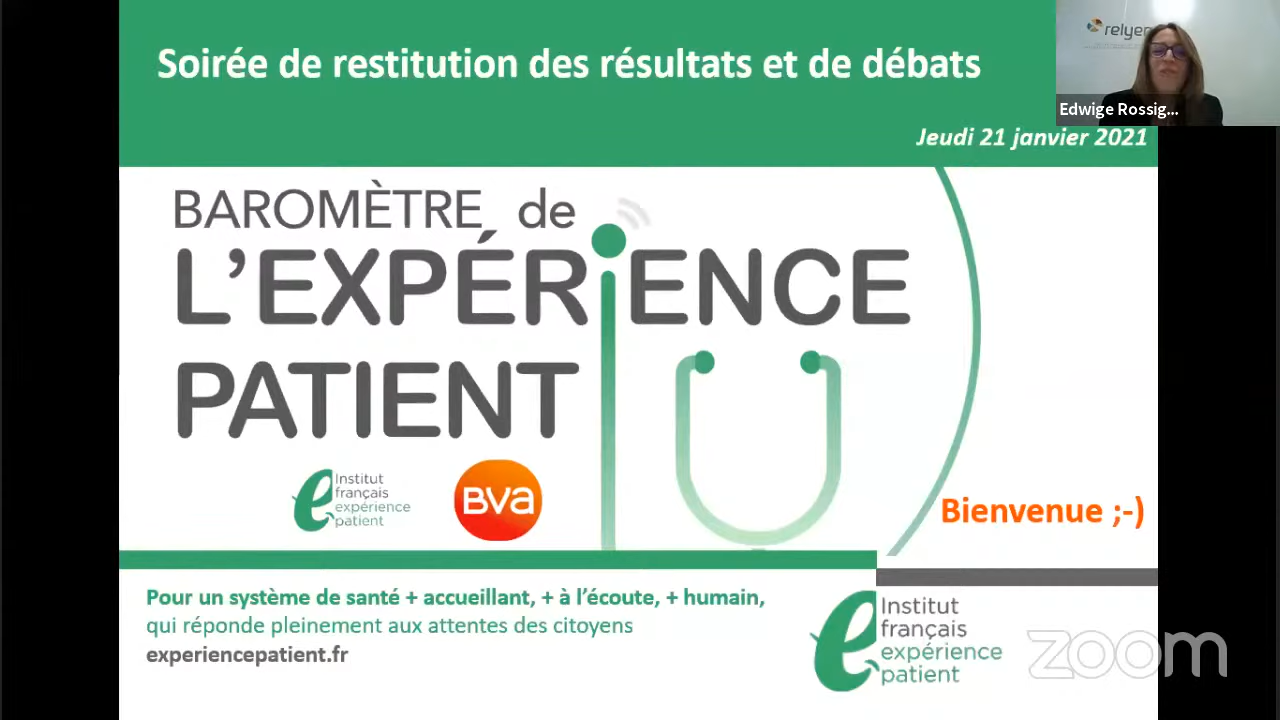 Soirée de restitution des résultats et de débats
Edwige Rossig...
Jeudi 21 janvier 2021
BAROMÈTRE de
L'EXPÉRiENCE
PATIENT
Institut
français
expérience
patient
BVA
Bienvenue ;-)
Pour un système de santé + accueillant, + à l'écoute, + humain,
qui réponde pleinement aux attentes des citoyens
experiencepatient.fr
Institut
français
expérience
patient
zoom